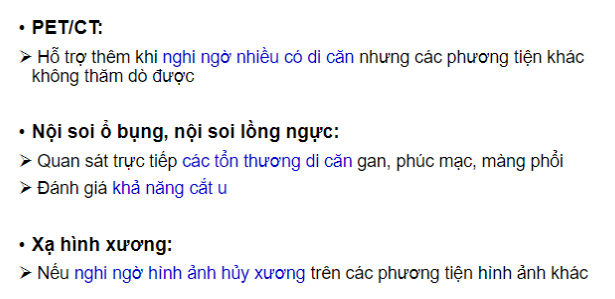 • PET/CT:
➢ Hỗ trợ thêm khi nghi ngờ nhiều có di căn nhưng các phương tiện khác
không thăm dò được
• Nội soi ổ bụng, nội soi lồng ngực:
➢ Quan sát trực tiếp các tổn thương di căn gan, phúc mạc, màng phổi
➢ Đánh giá khả năng cắt u
• Xạ hình xương:
➢ Nếu nghi ngờ hình ảnh hủy xương trên các phương tiện hình ảnh khác